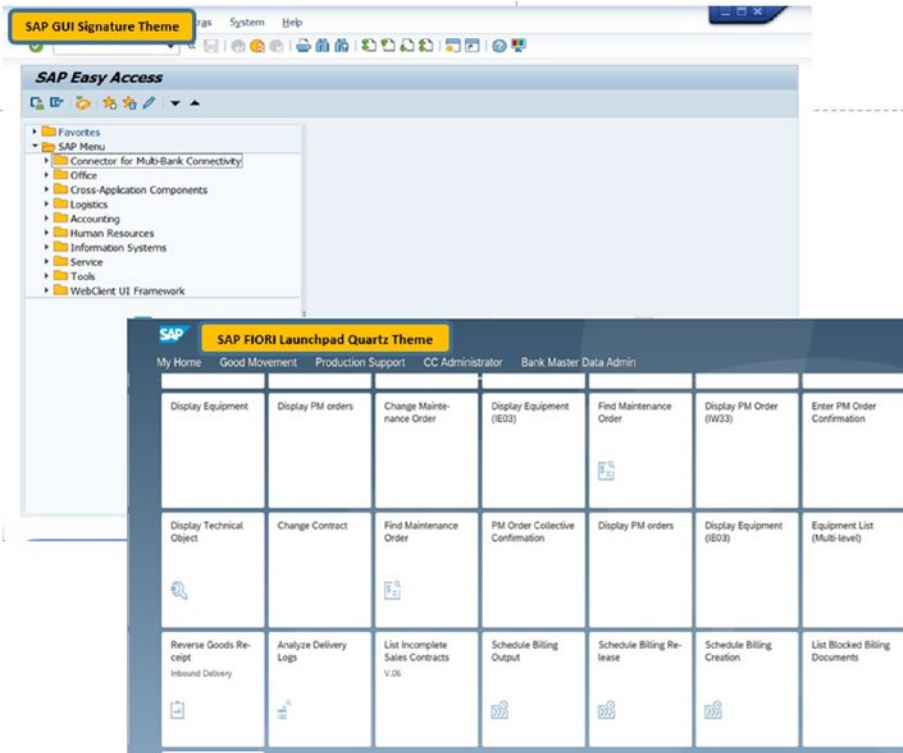 SAP GUI Signature Theme
System Help
SAP Easy Access
Favorites
SAP Menu
Connector for Multi-Bank Connectivity
Office
Cross-Application Components
Logistics
Accounting
Human Resources
Information Systems
Service
Tools
WebClient UI Framework
SAP SAP FIORI Launchpad Quartz Theme
My Home Good Movement Production Support CC Administrator Bank Master Data Admin
Display Equipment
Display PM orders
Change Mainte-
nance Order
Display Equipment
(IE03)
Find Maintenance
Order
Display PM Order
(IW33)
Enter PM Order
Confirmation
Display Technical
Object
Change Contract
Find Maintenance
Order
PM Order Collective
Confirmation
Display PM orders
Display Equipment
(IE03)
Equipment List
(Multi-level)
Reverse Goods Re-
ceipt
Inbound Delivery
Analyze Delivery
Logs
List Incomplete
Sales Contracts
V.06
Schedule Billing
Output
Schedule Billing Re-
lease
Schedule Billing
Creation
List Blocked Billing
Documents